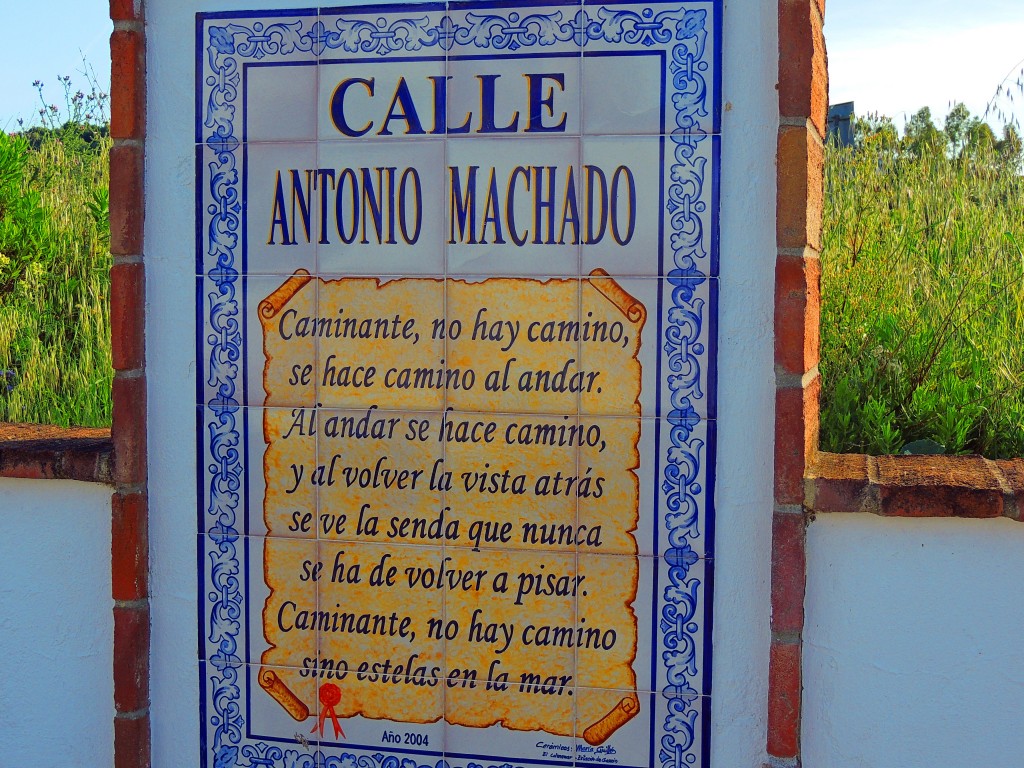 CALLE
ANTONIO MACHADO
Caminante, no hay camino,
se hace camino al andar.
Al andar se hace camino,
y al volver la vista atrás
se ve la senda que nunca
se ha de volver a pisar.
Caminante, no hay camino
sino estelas en la mar.
Año 2004
Cerámicas: